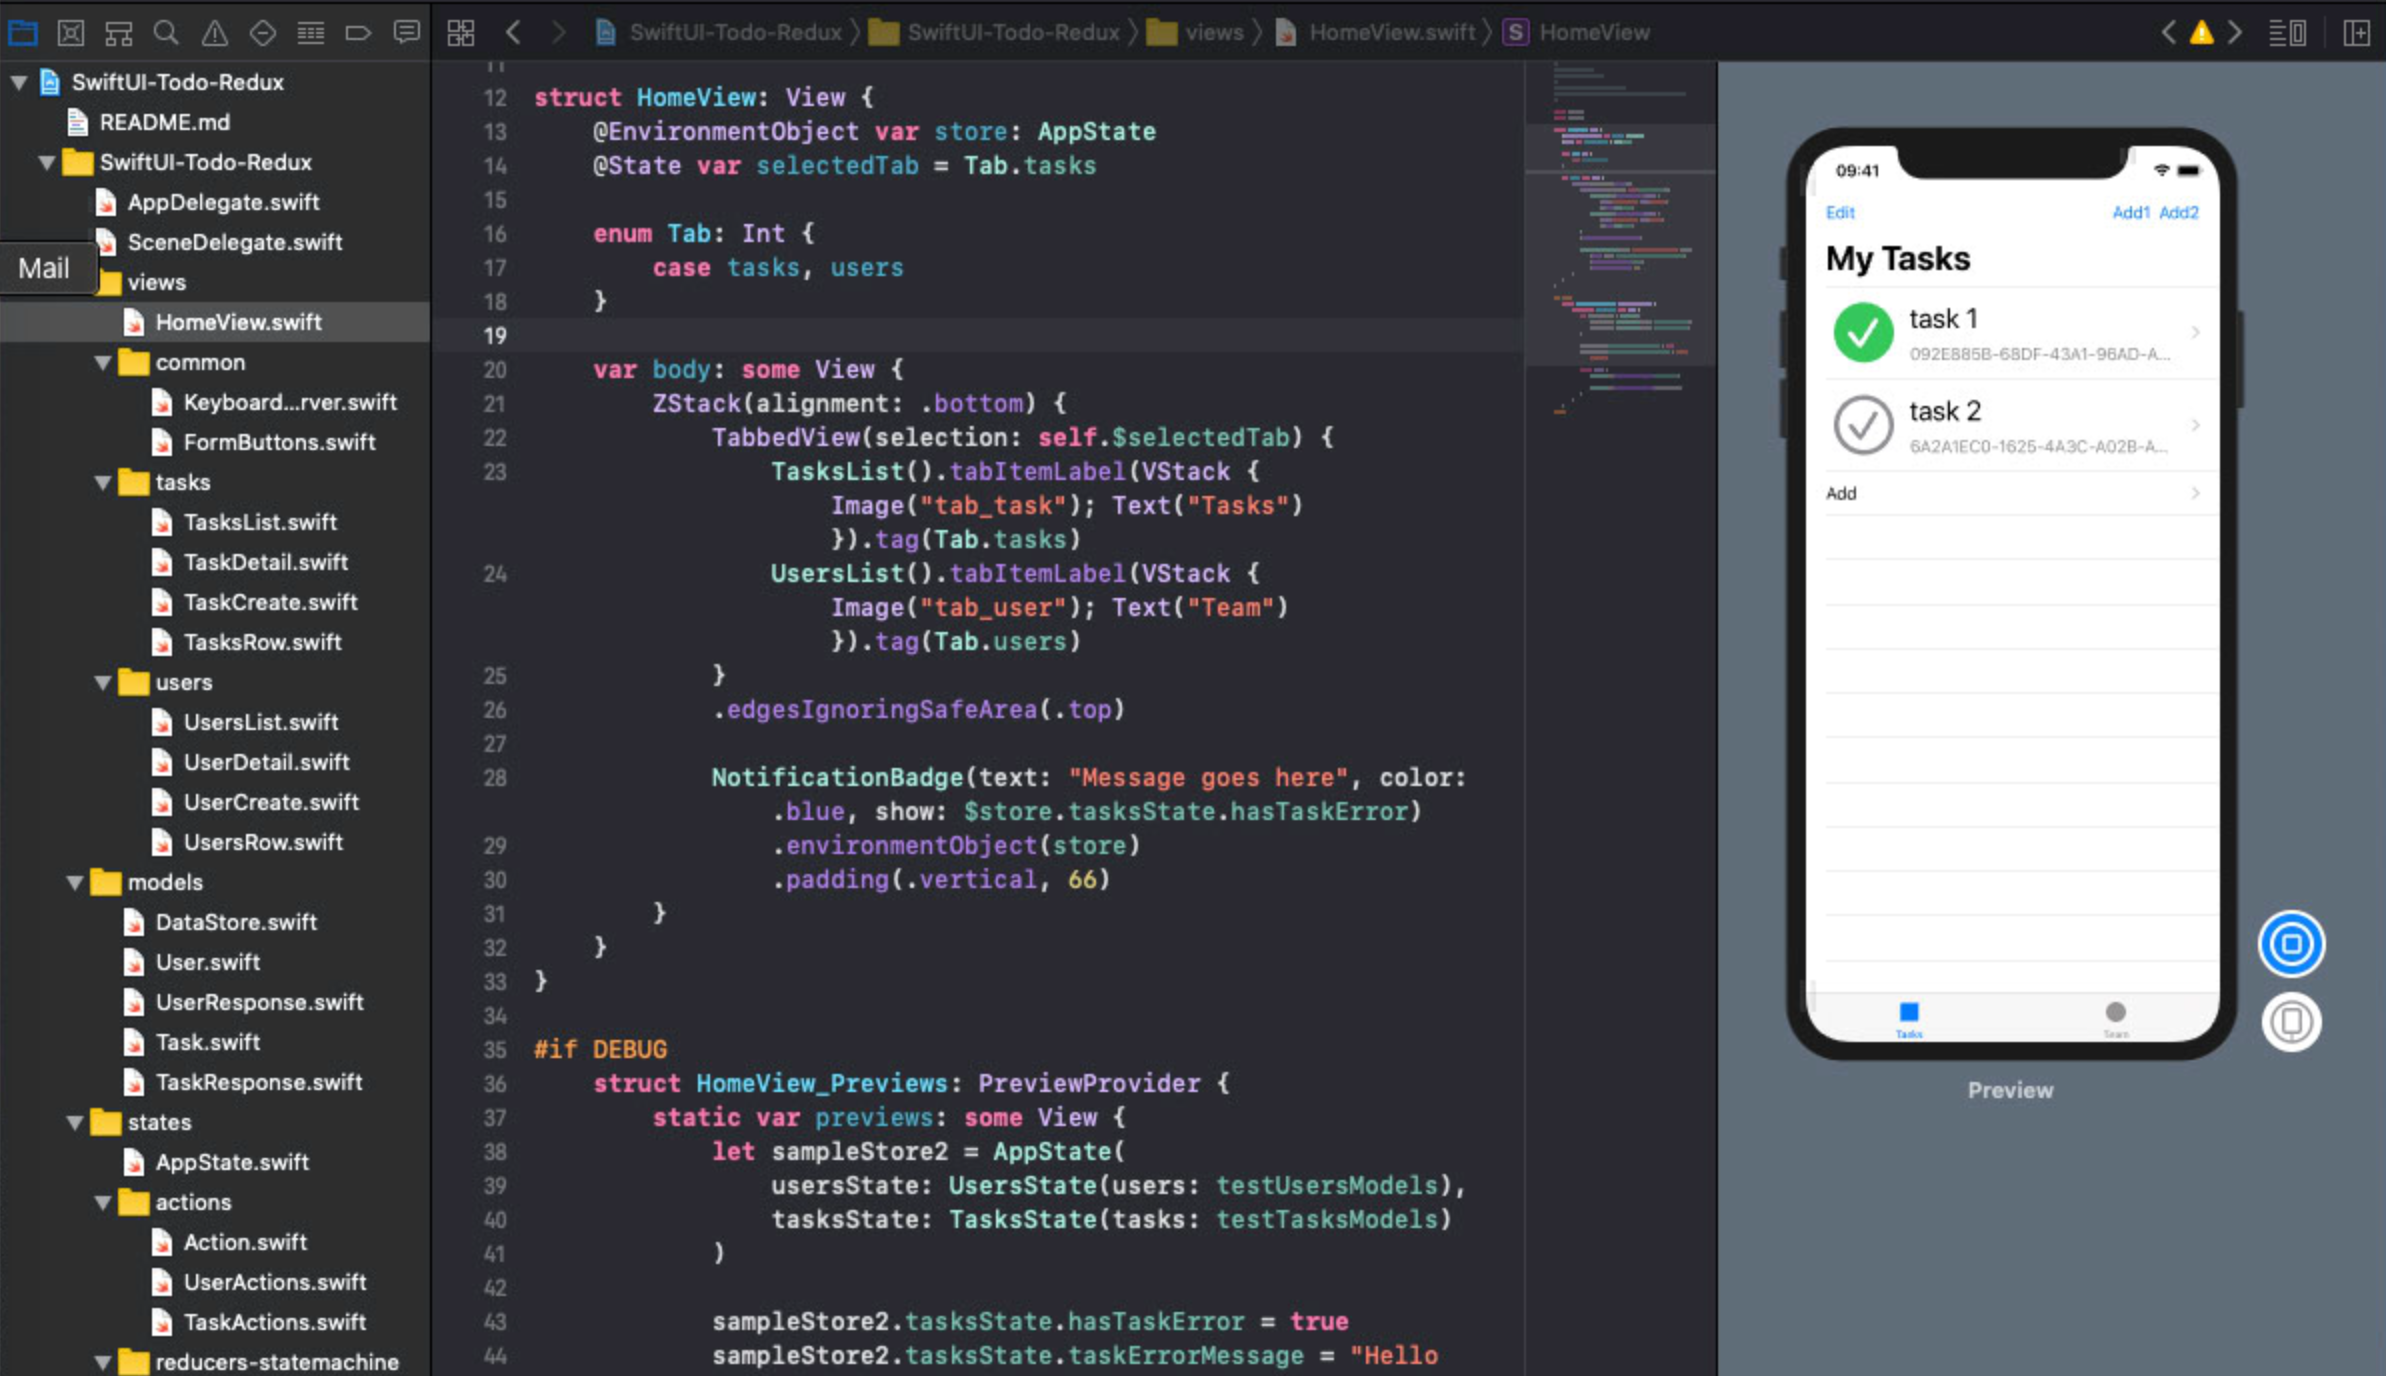 SwiftUI-Todo-Redux
SwiftUI-Todo-Redux
views
HomeView.swift
S
HomeView
SwiftUI-Todo-Redux
README.md
SwiftUI-Todo-Redux
AppDelegate.swift
SceneDelegate.swift
Mail
views
HomeView.swift
common
Keyboard...rver.swift
FormButtons.swift
tasks
TasksList.swift
TaskDetail.swift
TaskCreate.swift
TasksRow.swift
users
UsersList.swift
UserDetail.swift
UserCreate.swift
UsersRow.swift
models
DataStore.swift
User.swift
UserResponse.swift
Task.swift
TaskResponse.swift
states
AppState.swift
actions
Action.swift
UserActions.swift
TaskActions.swift
reducers-statemachine
11
12 struct HomeView: View {
13 @EnvironmentObject var store: AppState
14 @State var selectedTab = Tab.tasks
15
16 enum Tab: Int {
17 case tasks, users
18 }
19
20 var body: some View {
21 ZStack(alignment: .bottom) {
22 TabbedView(selection: self.$selectedTab) {
23 TasksList().tabItemLabel(VStack {
Image("tab_task"); Text("Tasks")
}).tag(Tab.tasks)
24 UsersList().tabItemLabel(VStack {
Image("tab_user"); Text("Team")
}).tag(Tab.users)
25 }
26 .edgesIgnoringSafeArea(.top)
27
28 NotificationBadge(text: "Message goes here", color:
.blue, show: $store.tasksState.hasTaskError)
29 .environmentObject(store)
30 .padding(.vertical, 66)
31 }
32 }
33 }
34
35 #if DEBUG
36 struct HomeView_Previews: PreviewProvider {
37 static var previews: some View {
38 let sampleStore2 = AppState(
39 usersState: UsersState(users: testUsersModels),
40 tasksState: TasksState(tasks: testTasksModels)
41 )
42
43 sampleStore2.tasksState.hasTaskError = true
44 sampleStore2.tasksState.taskErrorMessage = "Hello
09:41
Edit Add1 Add2
My Tasks
task 1
092E885B-68DF-43A1-96AD-A...
task 2
6A2A1EC0-1625-4A3C-A02B-A...
Add
Tasks Team
Preview